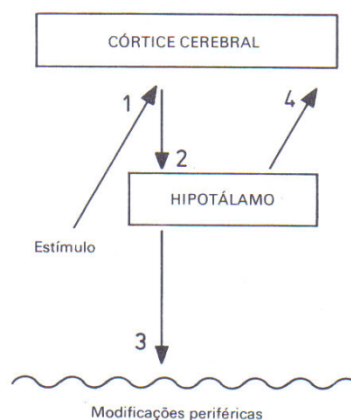 CÓRTICE CEREBRAL
1
4
2
HIPOTÁLAMO
Estímulo
3
Modificações periféricas